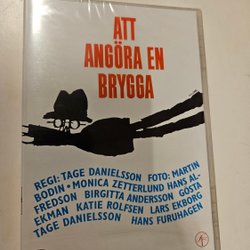 ATT
ANGÖRA EN
BRYGGA
REGI: TAGE DANIELSSON FOTO: MARTIN
BODIN • MONICA ZETTERLUND HANS AL-
FREDSON BIRGITTA ANDERSSON GÖSTA
EKMAN KATIE ROLFSEN LARS EKBORG
TAGE DANIELSSON HANS FURUHAGEN